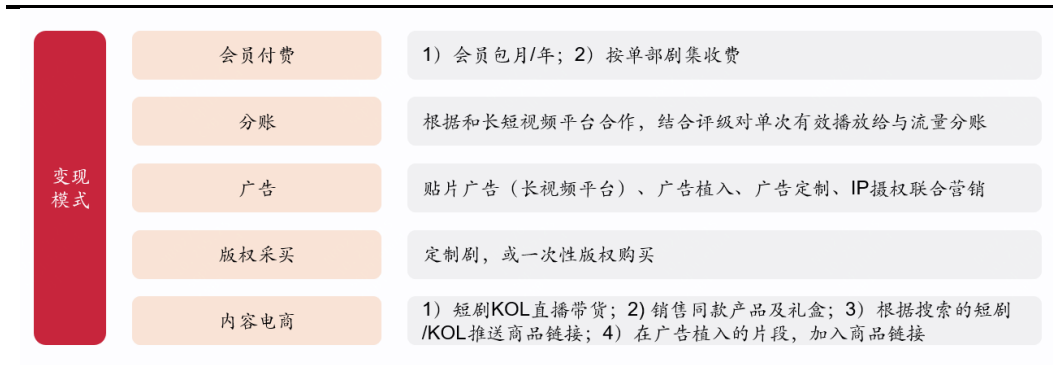 变现
模式
会员付费
1）会员包月/年；2）按单部剧集收费
分账
根据和长短视频平台合作，结合评级对单次有效播放给与流量分账
广告
贴片广告（长视频平台）、广告植入、广告定制、IP摄权联合营销
版权采买
定制剧，或一次性版权购买
内容电商
1）短剧KOL直播带货；2) 销售同款产品及礼盒；3）根据搜索的短剧
/KOL推送商品链接；4）在广告植入的片段，加入商品链接